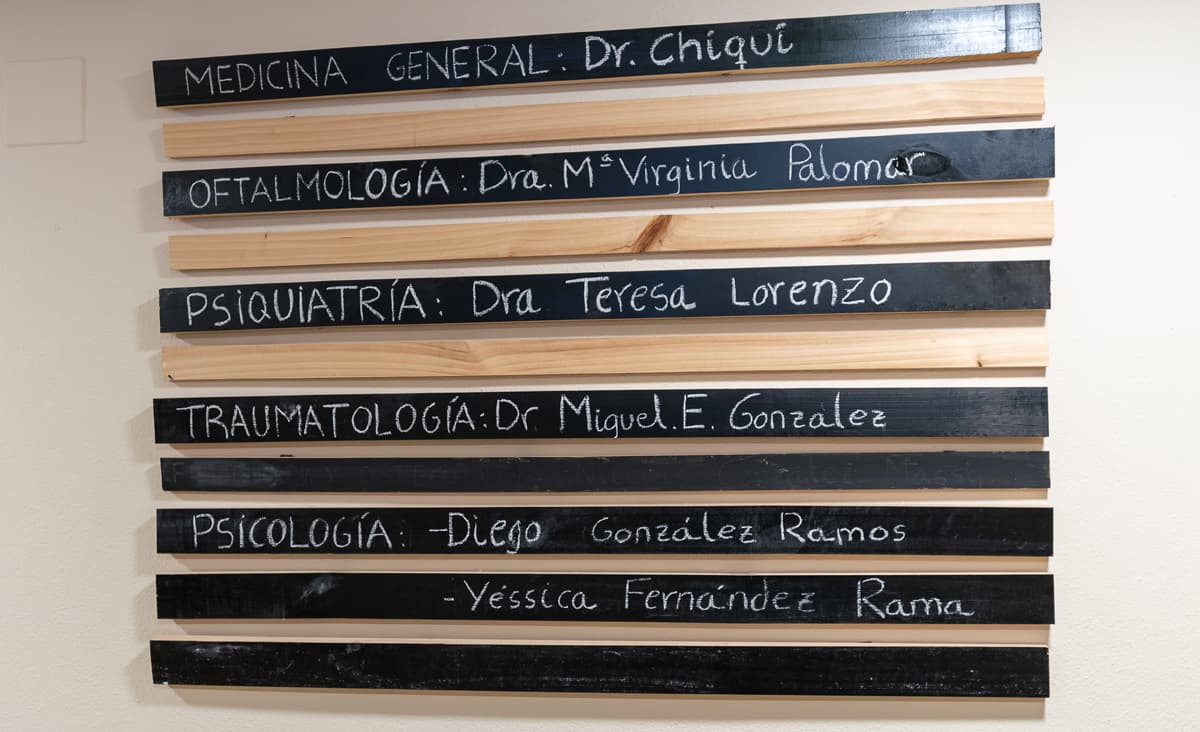 MEDICINA GENERAL: Dr. Chiqui
OFTALMOLOGÍA: Dra. Mª Virginia Palomar
PSIQUIATRÍA: Dra Teresa Lorenzo
TRAUMATOLOGÍA: Dr Miguel. E. González
PSICOLOGÍA: -Diego González Ramos
-Yéssica Fernández Rama